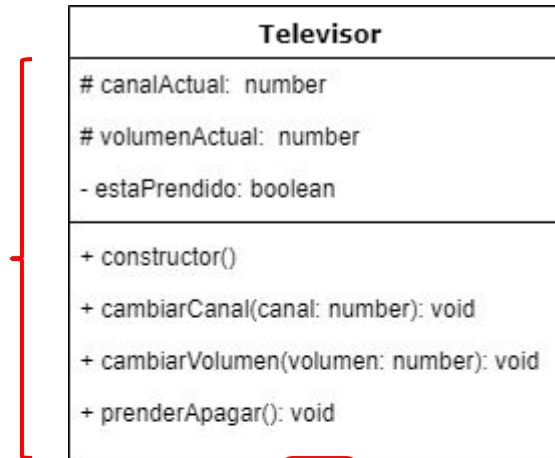 Televisor
# canalActual: number
# volumenActual: number
- estaPrendido: boolean
+ constructor()
+ cambiarCanal(canal: number): void
+ cambiarVolumen(volumen: number): void
+ prenderApagar(): void